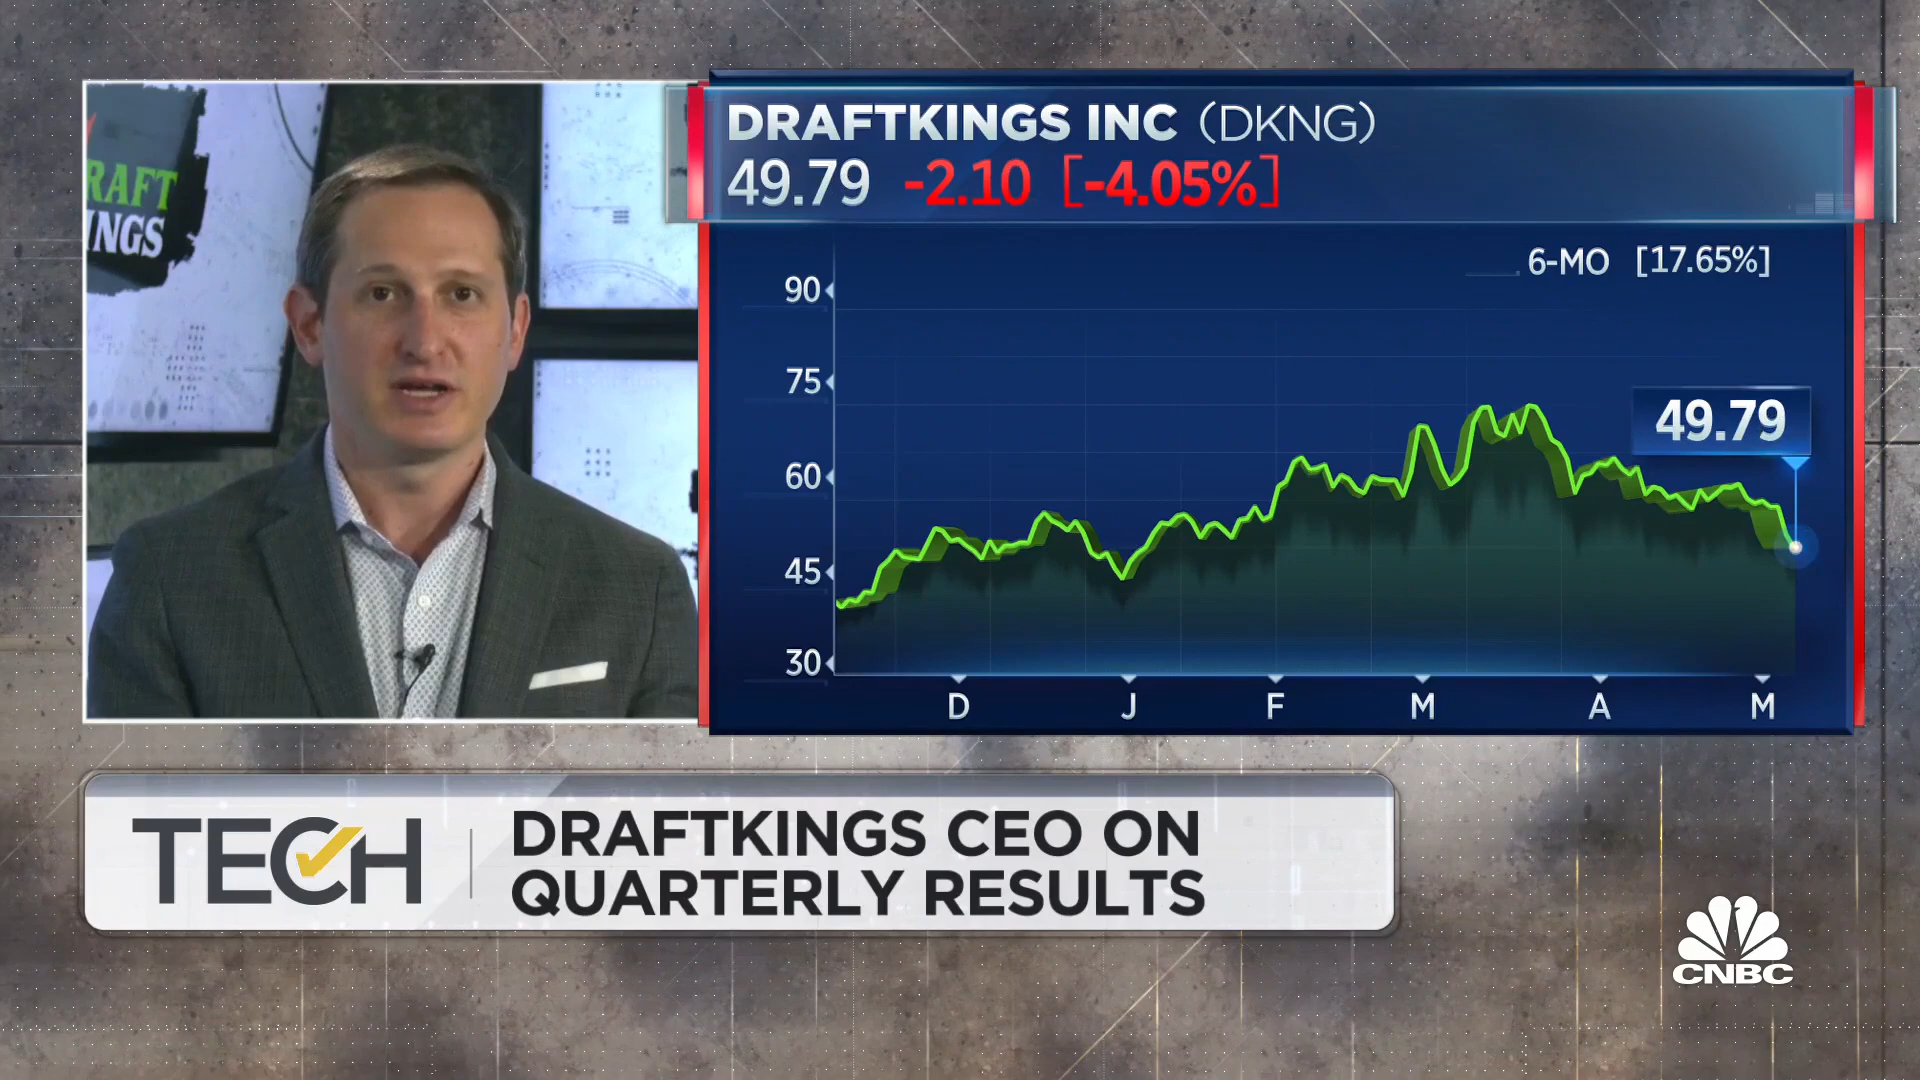 RAFT
INGS
DRAFTKINGS INC (DKNG)
49.79 -2.10 [-4.05%]
6-MO [17.65%]
90
75
60
45
30
49.79
D J F M A M
TECH
DRAFTKINGS CEO ON
QUARTERLY RESULTS
CNBC